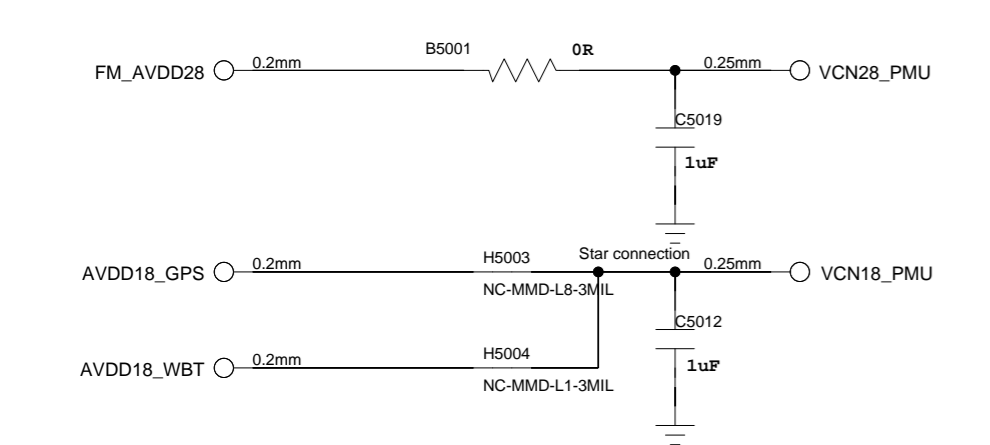 B5001 0R
FM_AVDD28 0.2mm 0.25mm VCN28_PMU
C5019
1uF
H5003 Star connection
AVDD18_GPS 0.2mm 0.25mm VCN18_PMU
NC-MMD-L8-3MIL
C5012
H5004
AVDD18_WBT 0.2mm 1uF
NC-MMD-L1-3MIL